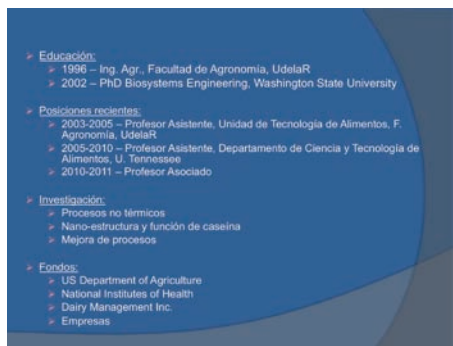 Educación:
1996 – Ing. Agr., Facultad de Agronomía, UdelaR
2002 – PhD Biosystems Engineering, Washington State University
Posiciones recientes:
2003-2005 – Profesor Asistente, Unidad de Tecnología de Alimentos, F.
Agronomía, UdelaR
2005-2010 – Profesor Asistente, Departamento de Ciencia y Tecnología de
Alimentos, U. Tennessee
2010-2011 – Profesor Asociado
Investigación:
Procesos no térmicos
Nano-estructura y función de caseína
Mejora de procesos
Fondos:
US Department of Agriculture
National Institutes of Health
Dairy Management Inc.
Empresas